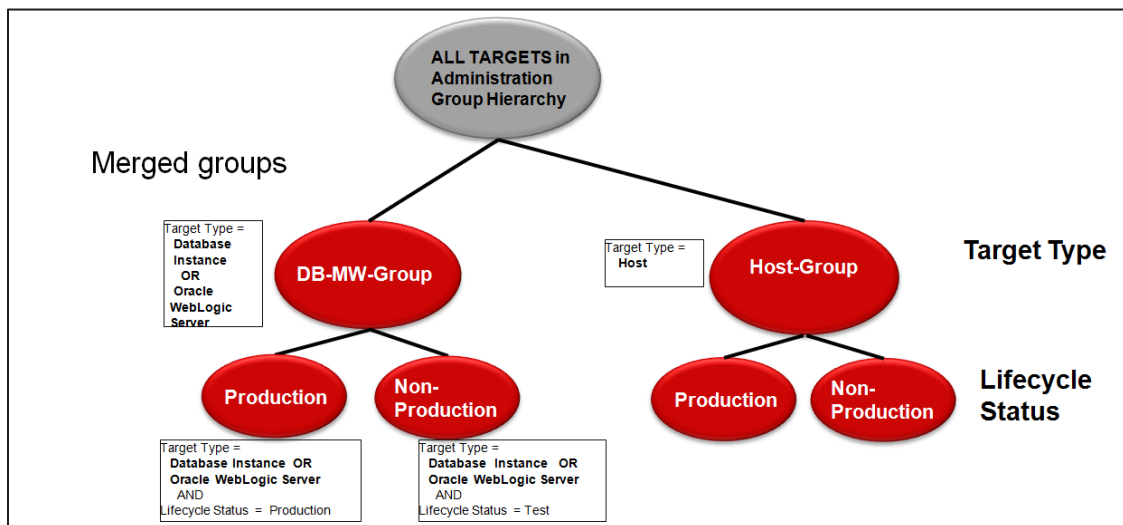 ALL TARGETS in
Administration
Group Hierarchy
Merged groups
Target Type =
Database
Instance
OR
Oracle
WebLogic
Server
DB-MW-Group
Target Type =
Host
Host-Group
Target Type
Production
Non-
Production
Production
Non-
Production
Lifecycle
Status
Target Type =
Database Instance OR
Oracle WebLogic Server
AND
Lifecycle Status = Production
Target Type =
Database Instance OR
Oracle WebLogic Server
AND
Lifecycle Status = Test